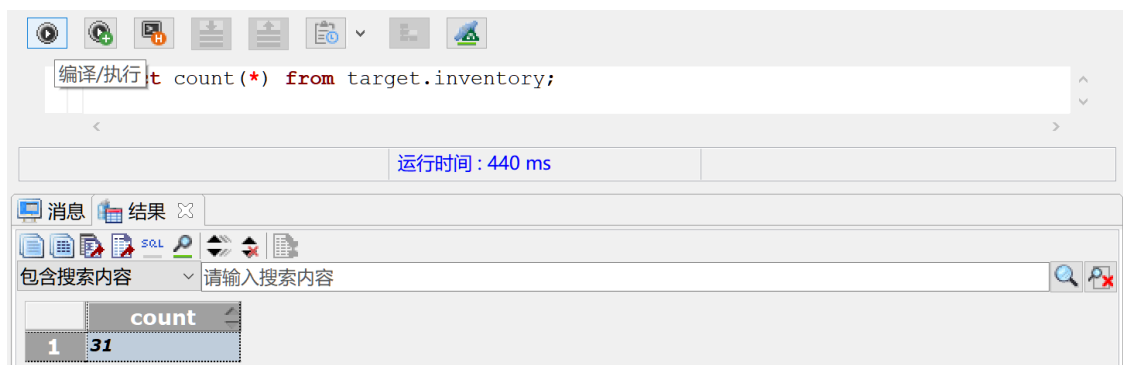 编译/执行
t count(*) from target.inventory;
运行时间 : 440 ms
消息 结果
SQL
包含搜索内容 请输入搜索内容
count
1 31